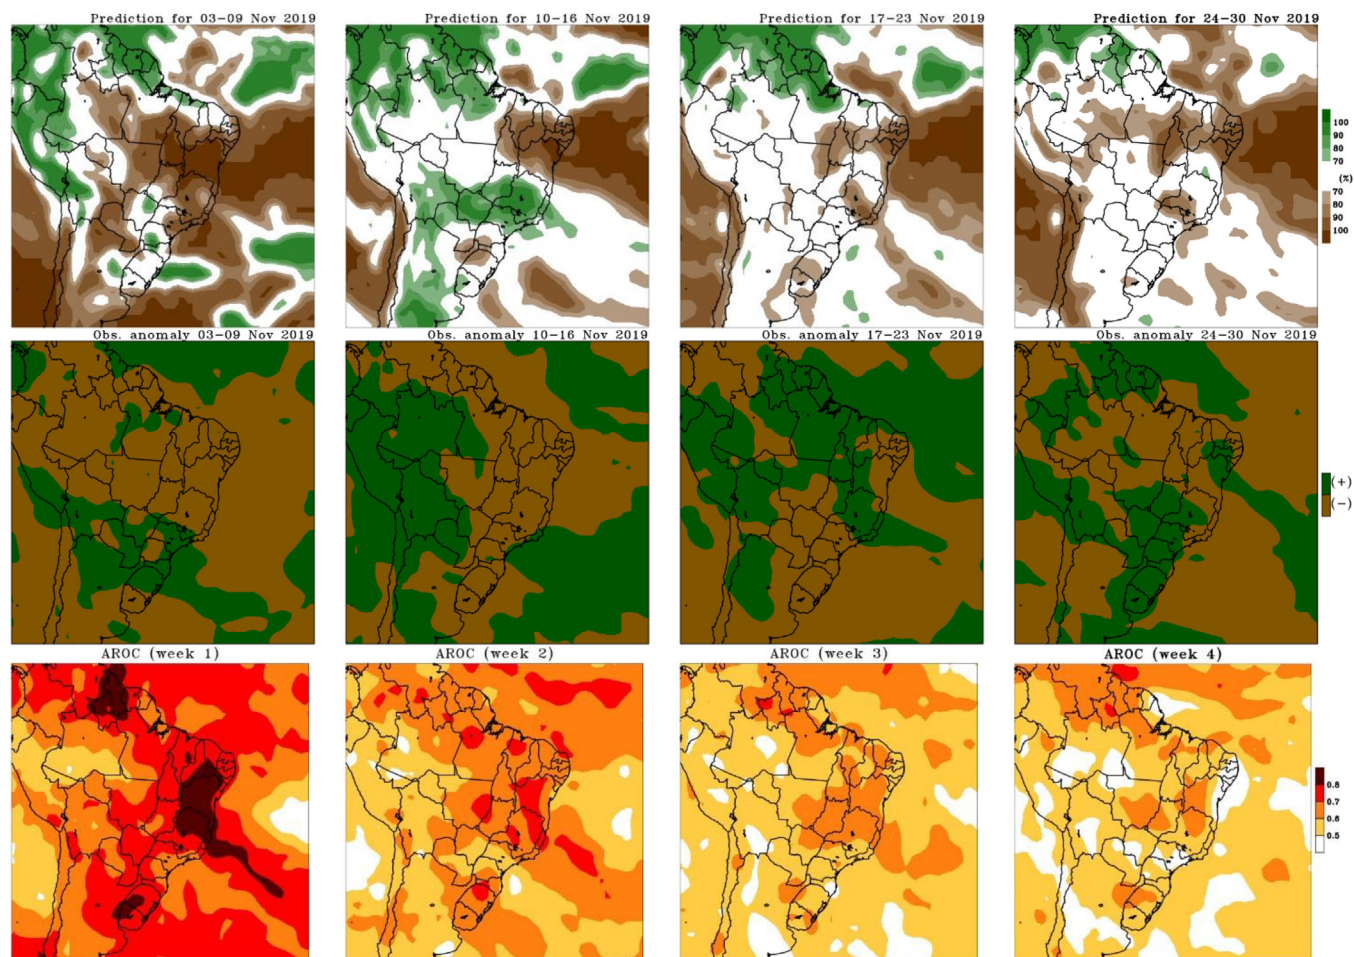 Prediction for 03-09 Nov 2019
Prediction for 10-16 Nov 2019
Prediction for 17-23 Nov 2019
Prediction for 24-30 Nov 2019
100
90
80
70
(%)
70
80
90
100
Obs. anomaly 03-09 Nov 2019
Obs. anomaly 10-16 Nov 2019
Obs. anomaly 17-23 Nov 2019
Obs. anomaly 24-30 Nov 2019
(+)
(-)
AROC (week 1)
AROC (week 2)
AROC (week 3)
AROC (week 4)
0.8
0.7
0.6
0.5